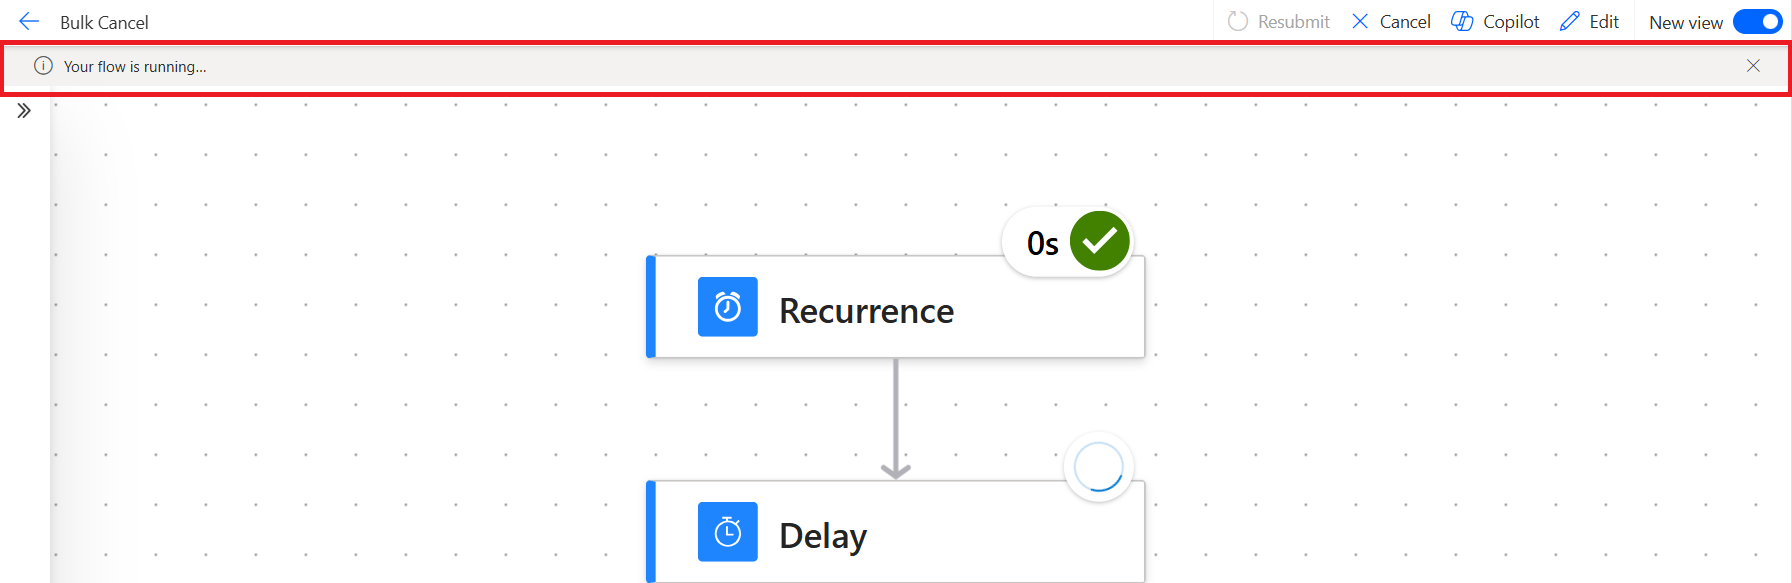 Bulk Cancel
Resubmit
Cancel
Copilot
Edit
New view
Your flow is running...
0s
Recurrence
Delay